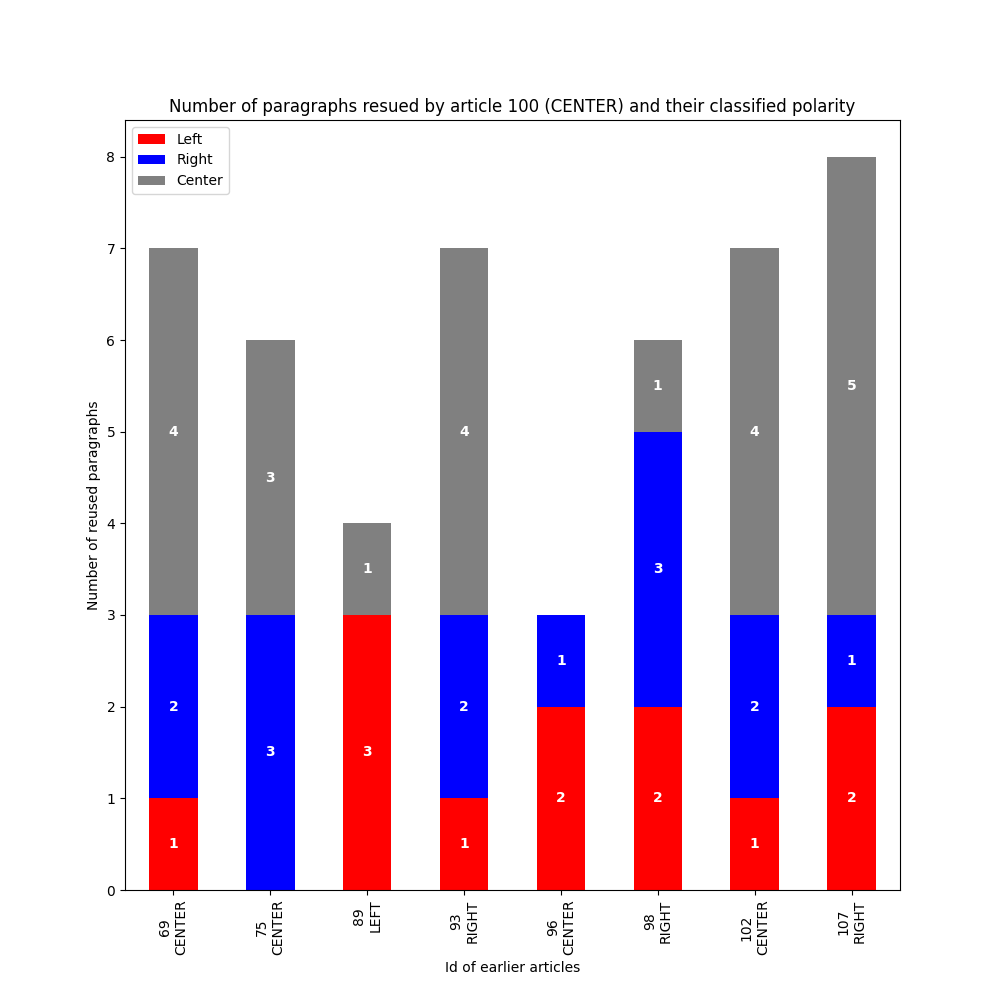 Number of paragraphs resued by article 100 (CENTER) and their classified polarity
Left
Right
Center
Number of reused paragraphs
8
7
6
5
4
3
2
1
0
1
2
4
3
3
3
1
1
2
4
2
1
2
3
1
1
2
4
2
1
5
69
CENTER
75
CENTER
89
LEFT
93
RIGHT
96
CENTER
98
RIGHT
102
CENTER
107
RIGHT
Id of earlier articles